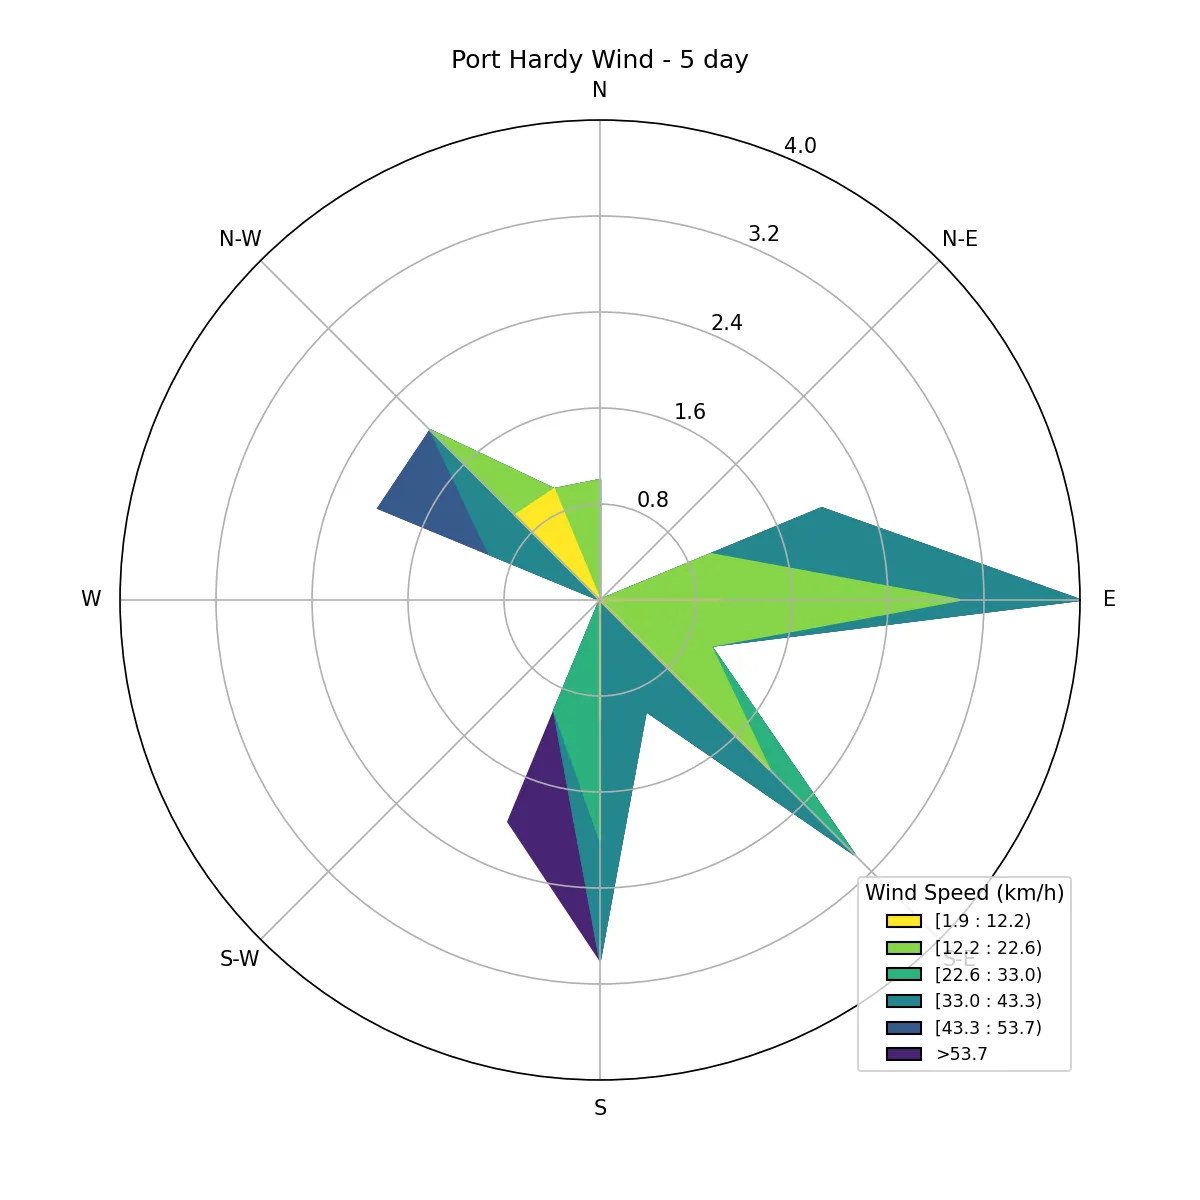 Port Hardy Wind - 5 day
N
4.0
N-W
3.2
N-E
2.4
1.6
0.8
W
E
S-W
S-E
S
Wind Speed (km/h)
[1.9 : 12.2)
[12.2 : 22.6)
[22.6 : 33.0)
[33.0 : 43.3)
[43.3 : 53.7)
>53.7